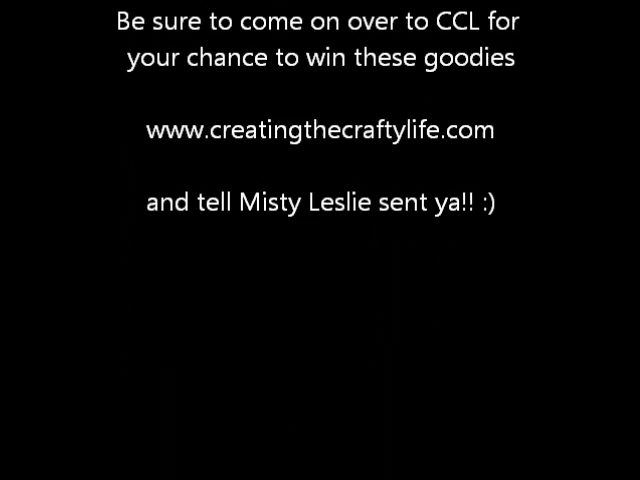 Be sure to come on over to CCL for
your chance to win these goodies
www.creatingthecraftylife.com
and tell Misty Leslie sent ya!! :)